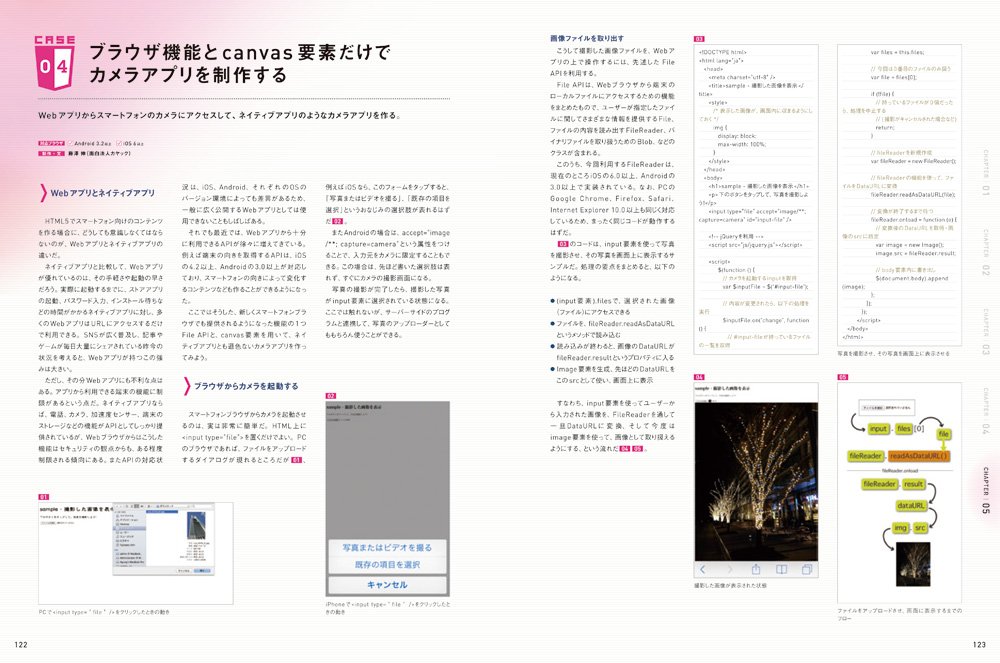 CASE
04
ブラウザ機能とcanvas要素だけで
カメラアプリを制作する
Webアプリからスマートフォンのカメラにアクセスして、ネイティブアプリのようなカメラアプリを作る。
対応ブラウザ Android 3.2以上 iOS 6以上
制作・文 藤澤 伸（面白法人カヤック）
Webアプリとネイティブアプリ
HTML5でスマートフォン向けのコンテンツ
を作る場合に、どうしても意識しなくてはなら
ないのが、Webアプリとネイティブアプリの
違いだ。
ネイティブアプリと比較して、Webアプリ
が優れているのは、その手軽さや起動の早さ
だろう。実際に起動するまでに、ストアアプリ
の起動、パスワード入力、インストール待ちな
どの時間がかかるネイティブアプリに対し、多
くのWebアプリはURLにアクセスするだけ
で利用できる。SNSが広く普及し、記事や
ゲームが毎日大量にシェアされている昨今の
状況を考えると、Webアプリが持つこの強
みは大きい。
ただし、その分Webアプリにも不利な点は
ある。アプリから利用できる端末の機能に制
限があるという点だ。ネイティブアプリなら
ば、電話、カメラ、加速度センサー、端末の
ストレージなどの機能がAPIとしてしっかり提
供されているが、Webブラウザからはこうした
機能はセキュリティの観点からも、ある程度
制限される傾向にある。またAPIの対応状
況は、iOS、Android、それぞれのOSの
バージョン環境によっても差異があるため、
一般に広く公開するWebアプリとしては使
用できないこともしばしばある。
それでも最近では、Webアプリから十分
に利用できるAPIが徐々に増えてきている。
例えば端末の向きを取得するAPIは、iOS
の4.2以上、Androidの3.0以上が対応し
ており、スマートフォンの向きによって変化す
るコンテンツなども作ることができるようになっ
た。
ここではそうした、新しくスマートフォンブラ
ウザでも提供されるようになった機能の1つ
File APIと、canvas要素を用いて、ネイ
ティブアプリとも遜色ないカメラアプリを作っ
てみよう。
ブラウザからカメラを起動する
スマートフォンブラウザからカメラを起動させ
るのは、実は非常に簡単だ。HTML上に
<input type="file">を置くだけでよい。PC
のブラウザであれば、ファイルをアップロード
するダイアログが現れるところだが 01、
例えばiOSなら、このフォームをタップすると、
「写真またはビデオを撮る」、「既存の項目を
選択」というおなじみの選択肢が表れるはず
だ 02。
またAndroidの場合は、accept="image
/**; capture=camera"という属性をつける
ことで、入力元をカメラに限定することもで
きる。この場合は、先ほど書いた選択肢は表
れず、すぐにカメラの撮影画面になる。
写真の撮影が完了したら、撮影した写真
がinput要素に選択されている状態になる。
ここでは触れないが、サーバーサイドのプログ
ラムと連携して、写真のアップローダーとして
ももちろん使うことができる。
01
sample - 撮影した画像を表
PCで<input type="file" />をクリックしたときの動き
02
sample - 撮影した画像を表示
写真またはビデオを撮る
既存の項目を選択
キャンセル
iPhoneで<input type="file" />をクリックしたと
きの動き
122
画像ファイルを取り出す
こうして撮影した画像ファイルを、Webア
プリの上で操作するには、先述したFile
APIを利用する。
File APIは、Webブラウザから端末の
ローカルファイルにアクセスするための機能
をまとめたもので、ユーザーが指定したファイ
ルに関してさまざまな情報を提供するFile、
ファイルの内容を読み出すFileReader、バ
イナリファイルを取り扱うためのBlob、などの
クラスが含まれる。
このうち、今回利用するFileReaderは、
現在のところiOSの6.0以上、Androidの
3.0以上で実装されている。なお、PCの
Google Chrome、Firefox、Safari、
Internet Explorer 10.0以上も同じく対応
しているため、まったく同じコードが動作する
はずだ。
03のコードは、input要素を使って写真
を撮影させ、その写真を画面上に表示するサ
ンプルだ。処理の要点をまとめると、以下の
ようになる。
●(input要素).filesで、選択された画像
（ファイル）にアクセスできる
●ファイルを、fileReader.readAsDataURL
というメソッドで読み込む
●読み込みが終わると、画像のDataURLが
fileReader.resultというプロパティに入る
●Image要素を生成、先ほどのDataURLを
このsrcとして使い、画面上に表示
すなわち、input要素を使ってユーザーか
ら入力された画像を、FileReaderを通して
一旦DataURLに変換、そして今度は
image要素を使って、画像として取り扱える
ようにする、という流れだ 04 05。
03
<!DOCTYPE html>
<html lang="ja">
<head>
<meta charset="utf-8" />
<title>sample - 撮影した画像を表示</
title>
<style>
/* 表示した画像が、画面内に収まるようにし
ておく */
img {
display: block;
max-width: 100%;
}
</style>
</head>
<body>
<h1>sample - 撮影した画像を表示</h1>
<p>下のボタンをタップして、写真を撮影しよ
う!</p>
<input type="file" accept="image/**;
capture=camera" id="input-file"/>
<!-- jQueryを利用 -->
<script src="js/jquery.js"></script>
<script>
$(function () {
// カメラを起動するinputを取得
var $inputFile = $("#input-file");
// 内容が変更されたら、以下の処理を
実行
$inputFile.on("change", function
() {
// #input-fileが持っているファイル
の一覧を取得
var files = this.files;
// 今回は0番目のファイルのみ扱う
var file = files[0];
if (!file) {
// 持っているファイルが0個だった
ら、処理を中止する
// (撮影がキャンセルされた場合など)
return;
}
// fileReaderを新規作成
var fileReader = new FileReader();
// fileReaderの機能を使って、ファイ
ルをDataURLに変換
fileReader.readAsDataURL(file);
// 変換が終了するまで待つ
fileReader.onload = function (e) {
// 変換後のDataURLを取得・画
像のsrcに指定
var image = new Image();
image.src = fileReader.result;
// body要素内に書き出し
$(document.body).append
(image);
};
});
});
</script>
</body>
</html>
写真を撮影させ、その写真を画面上に表示させる
04
sample - 撮影した画像を表示
撮影した画像が表示された状態
05
input . files [0]
file
fileReader . readAsDataURL( )
fileReader.onload
fileReader . result
dataURL
img . src
ファイルをアップロードさせ、画面に表示するまでの
フロー
CHAPTER 01
CHAPTER 02
CHAPTER 03
CHAPTER 04
CHAPTER 05
123